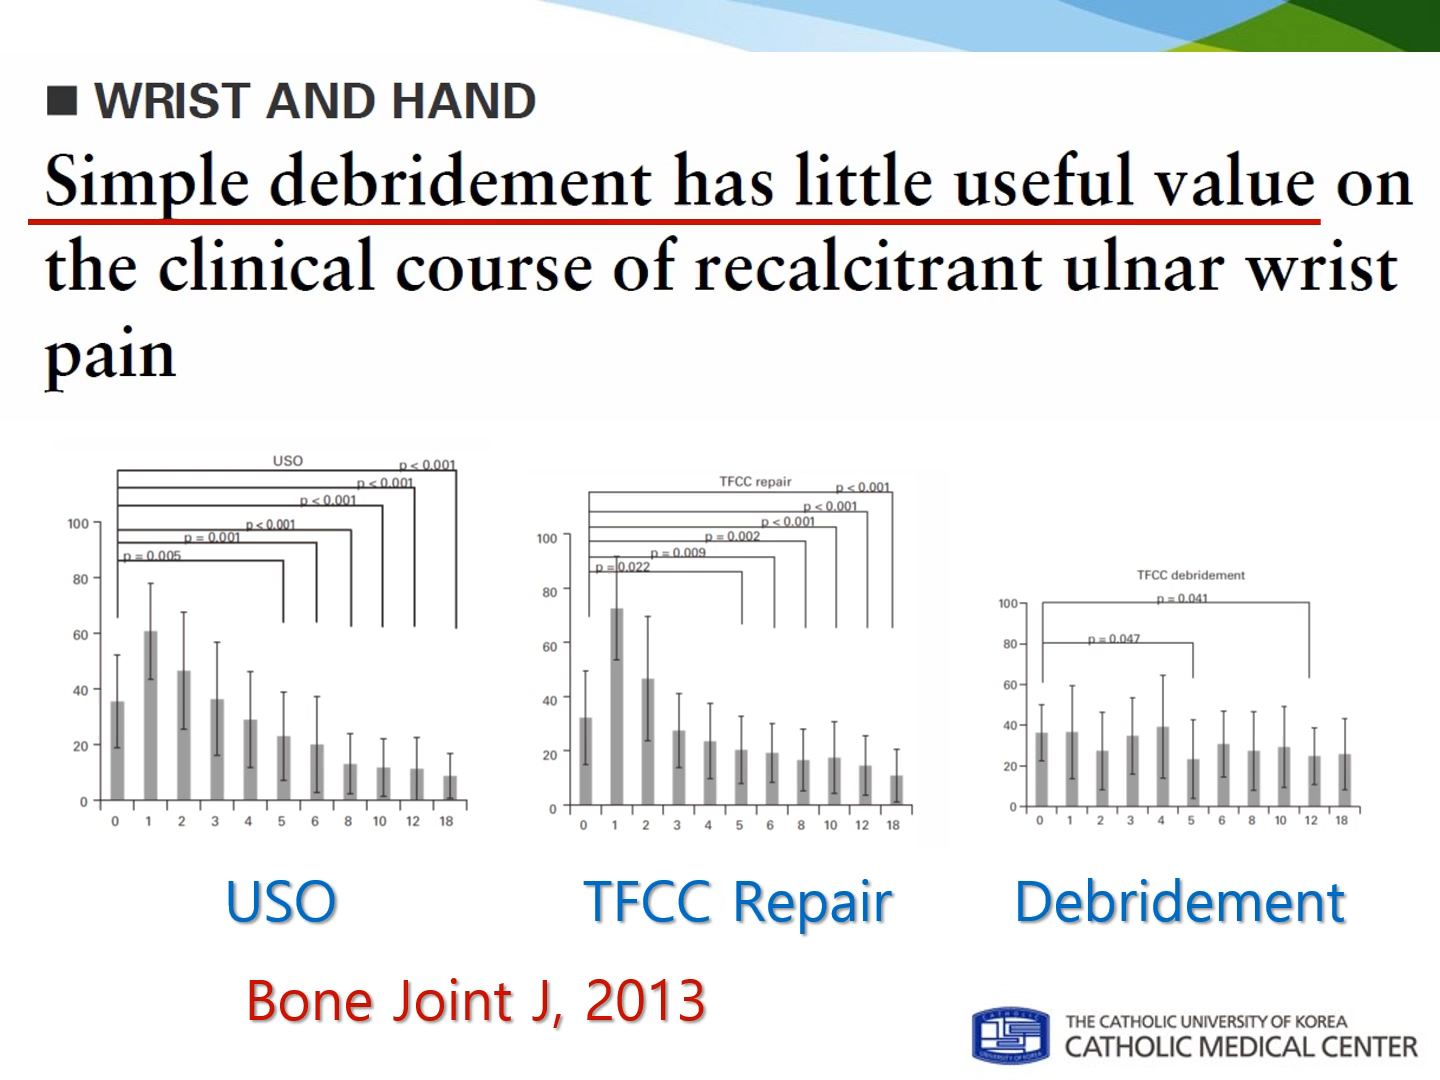 ■ WRIST AND HAND
Simple debridement has little useful value on
the clinical course of recalcitrant ulnar wrist
pain
USO
p < 0.001
p < 0.001
p < 0.001
p < 0.001
p = 0.001
p = 0.005
100
80
60
40
20
0
0 1 2 3 4 5 6 8 10 12 18
TFCC repair
p < 0.001
p < 0.001
p < 0.001
p = 0.002
p = 0.009
p = 0.022
100
80
60
40
20
0
0 1 2 3 4 5 6 8 10 12 18
TFCC debridement
p = 0.041
p = 0.047
100
80
60
40
20
0
0 1 2 3 4 5 6 8 10 12 18
USO
TFCC Repair
Debridement
Bone Joint J, 2013
CATHOLIC
UNIVERSITY OF KOREA
THE CATHOLIC UNIVERSITY OF KOREA
CATHOLIC MEDICAL CENTER